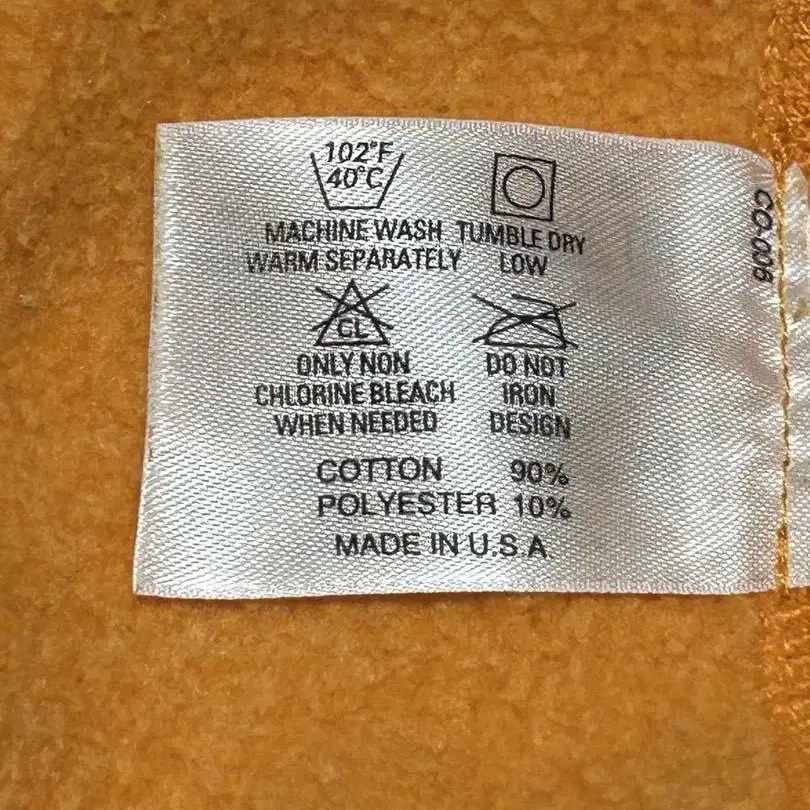 102°F
40°C
MACHINE WASH
WARM SEPARATELY
TUMBLE DRY
LOW
CL
ONLY NON
CHLORINE BLEACH
WHEN NEEDED
DO NOT
IRON
DESIGN
COTTON 90%
POLYESTER 10%
MADE IN U.S.A.
CO-006